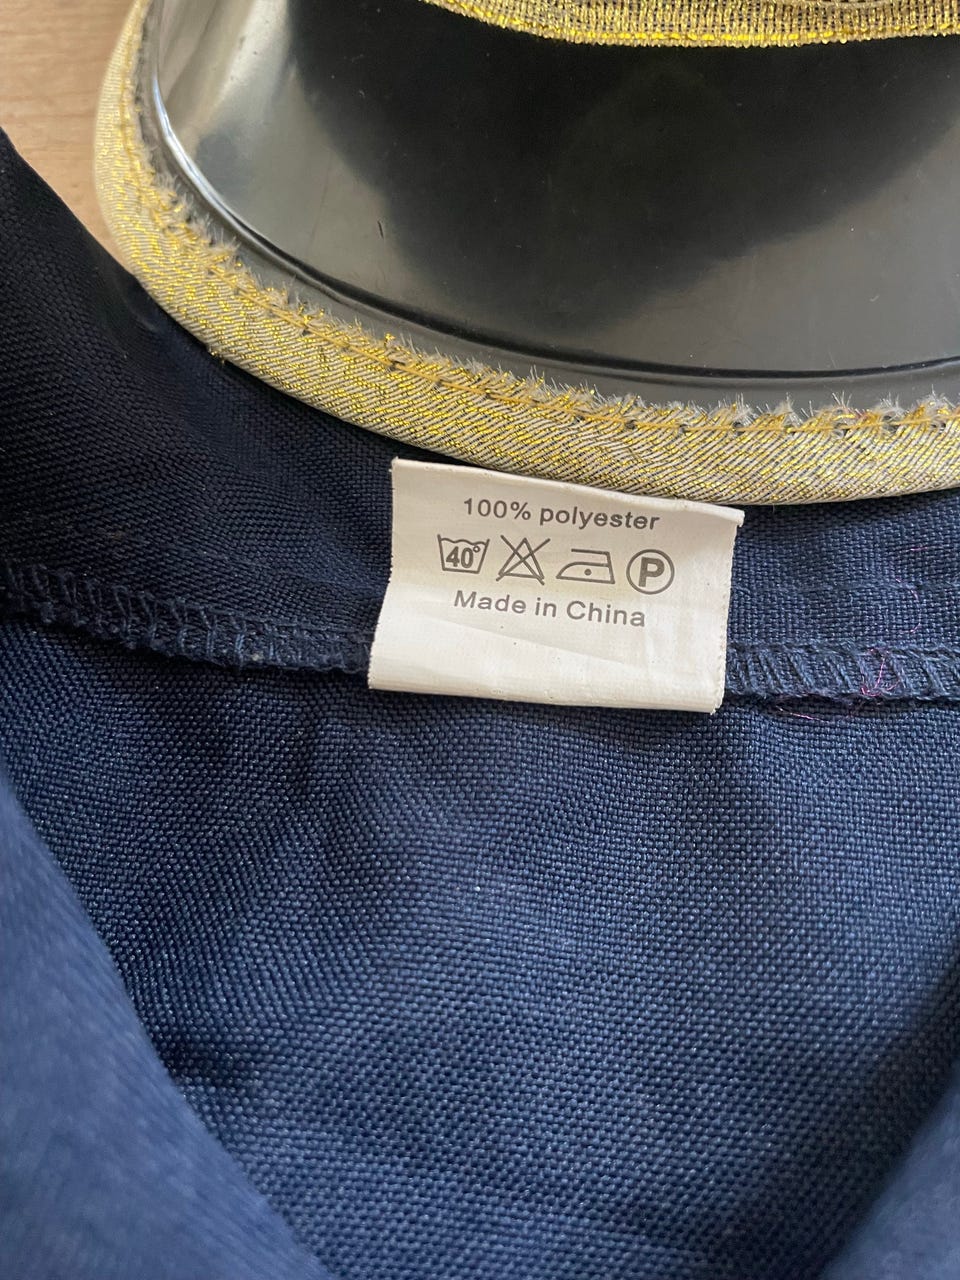 100% polyester
40° P
Made in China